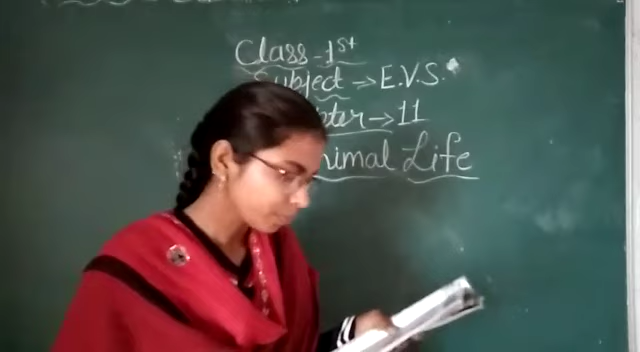 Class - 1st
Subject → E.V.S.
→ 11
Life